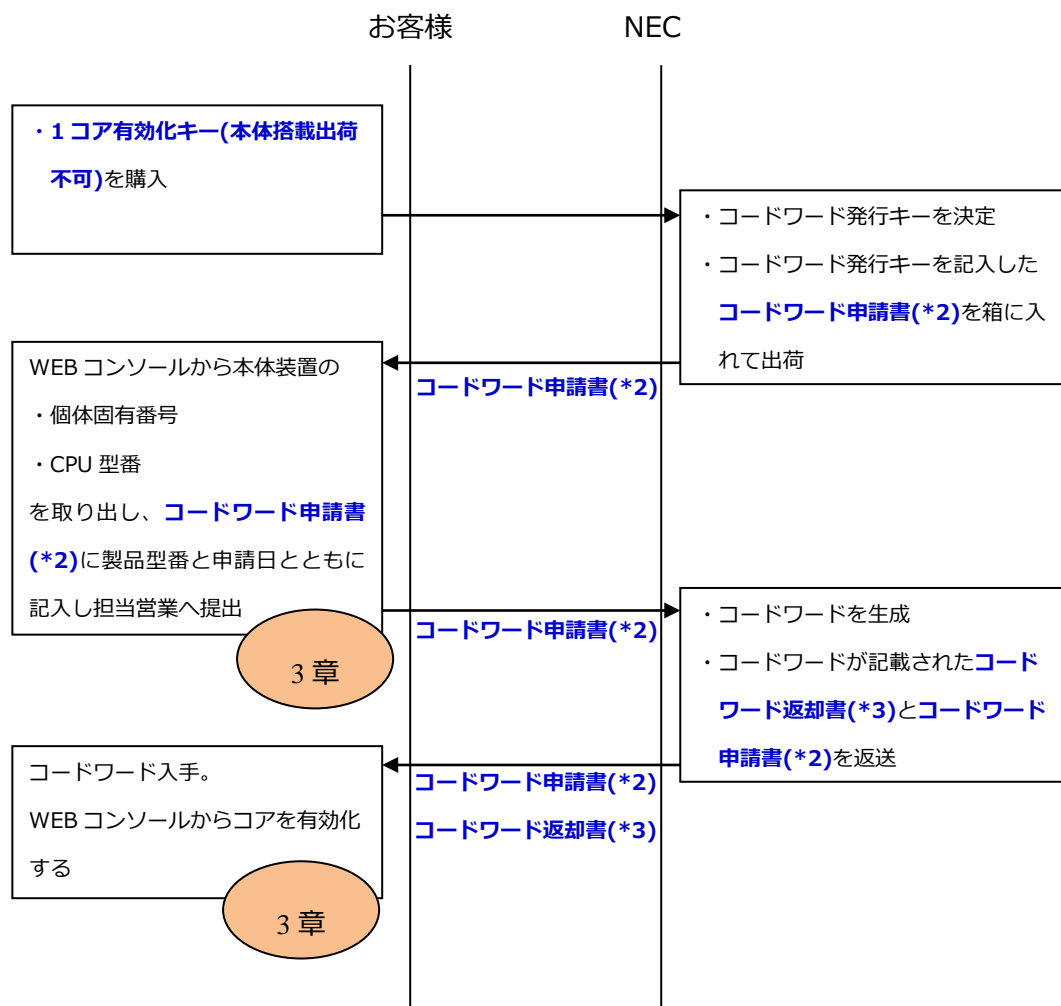 お客様
NEC
・1 コア有効化キー(本体搭載出荷
不可)を購入
・コードワード発行キーを決定
・コードワード発行キーを記入した
コードワード申請書(*2)を箱に入
れて出荷
コードワード申請書(*2)
WEB コンソールから本体装置の
・個体固有番号
・CPU 型番
を取り出し、コードワード申請書
(*2)に製品型番と申請日とともに
記入し担当営業へ提出
3 章
コードワード申請書(*2)
・コードワードを生成
・コードワードが記載されたコード
ワード返却書(*3)とコードワード
申請書(*2)を返送
コードワード申請書(*2)
コードワード返却書(*3)
コードワード入手。
WEB コンソールからコアを有効化
する
3 章